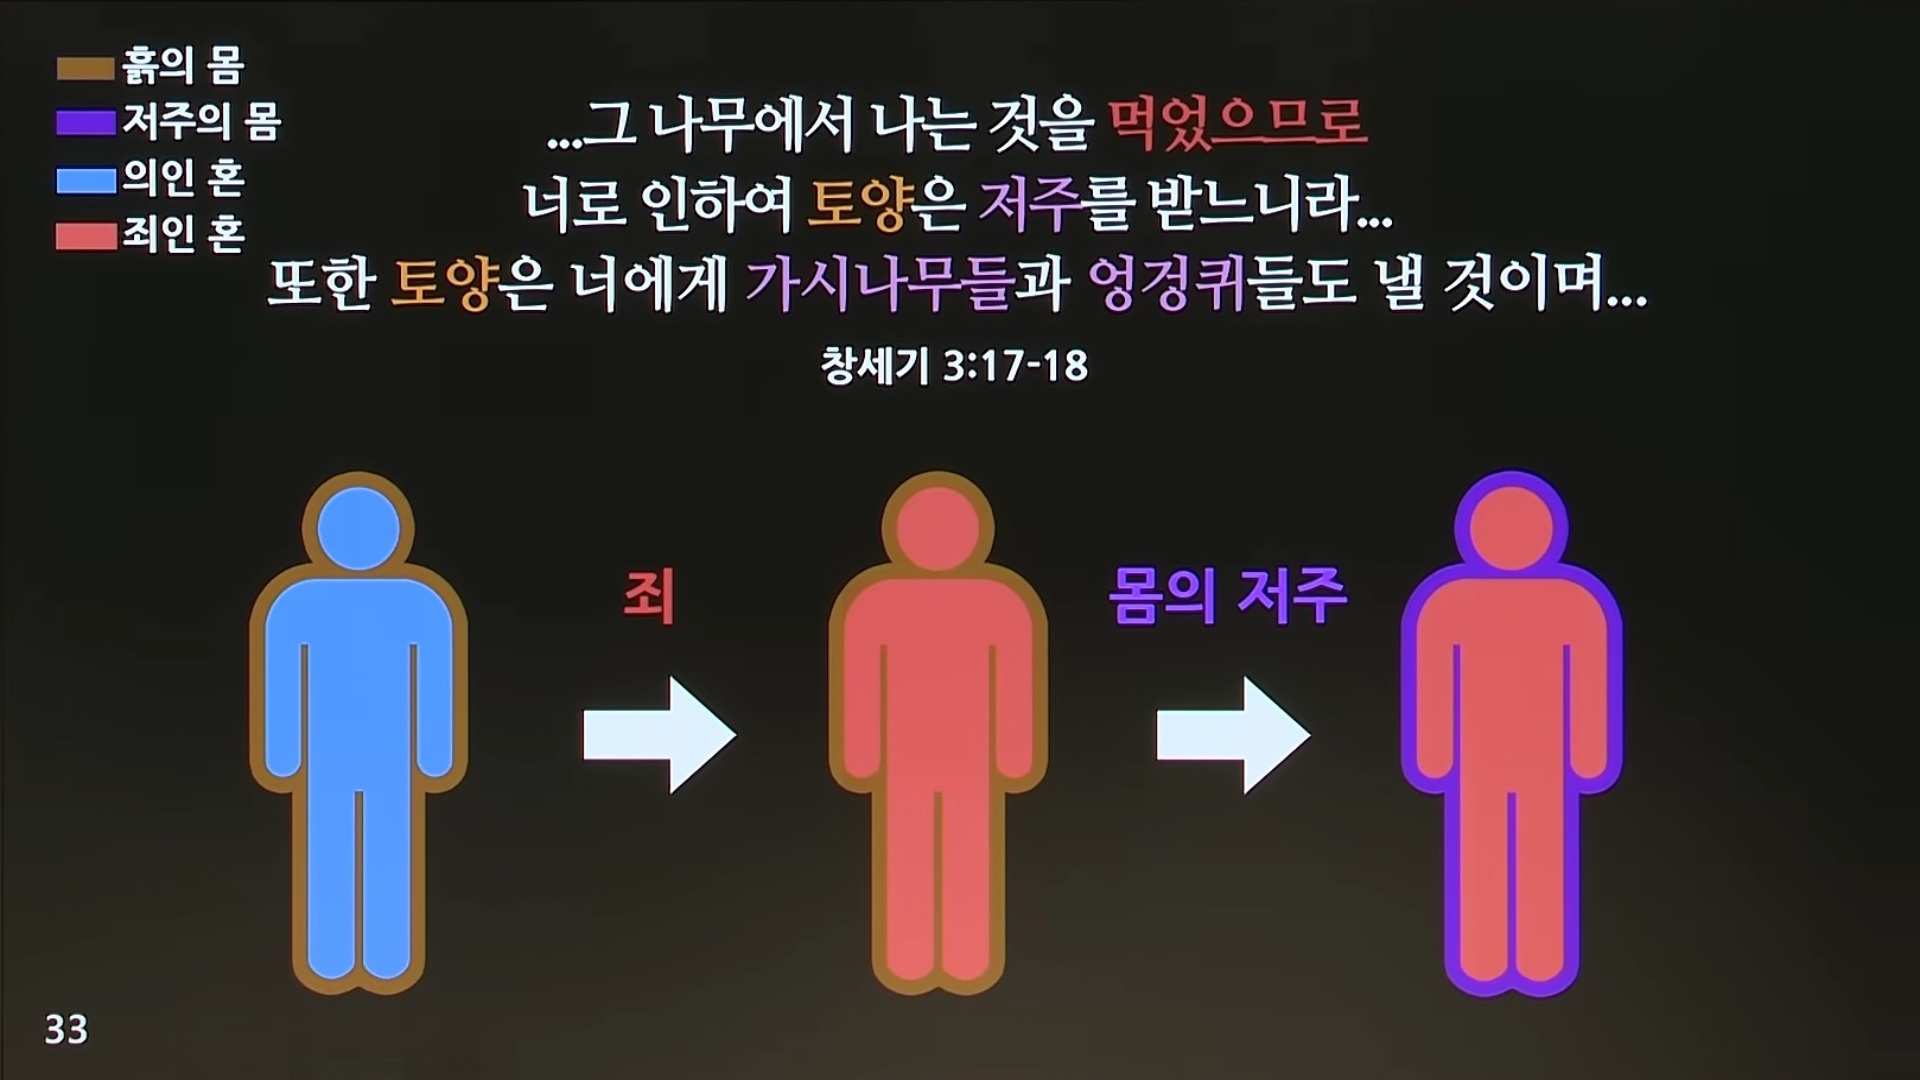 흙의 몸
저주의 몸
의인 혼
죄인 혼
...그 나무에서 나는 것을 먹었으므로
너로 인하여 토양은 저주를 받느니라...
또한 토양은 너에게 가시나무들과 엉겅퀴들도 낼 것이며...
창세기 3:17-18
죄
몸의 저주
33